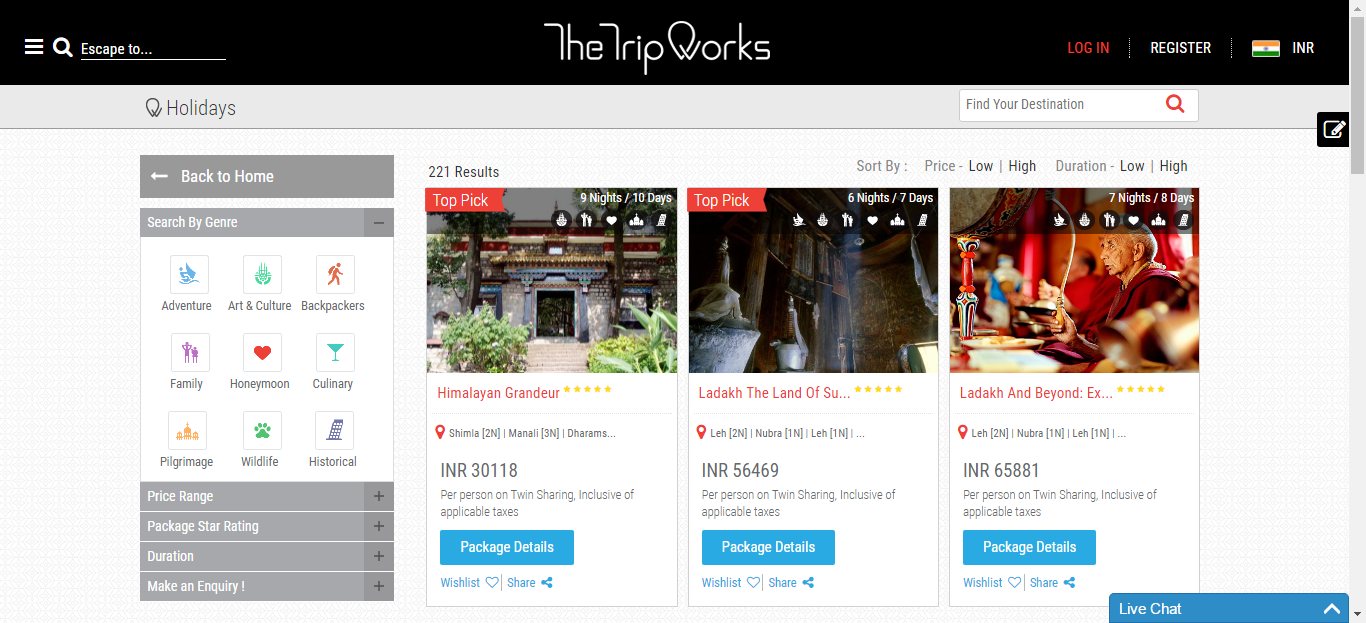 Escape to...
The Trip Works
LOG IN
REGISTER
INR
Holidays
Find Your Destination
Back to Home
Search By Genre
Adventure
Art & Culture
Backpackers
Family
Honeymoon
Culinary
Pilgrimage
Wildlife
Historical
Price Range
Package Star Rating
Duration
Make an Enquiry !
221 Results
Sort By : Price - Low | High Duration - Low | High
Top Pick
9 Nights / 10 Days
Himalayan Grandeur
Shimla [2N] | Manali [3N] | Dharams...
INR 30118
Per person on Twin Sharing, Inclusive of
applicable taxes
Package Details
Wishlist
Share
Top Pick
6 Nights / 7 Days
Ladakh The Land Of Su...
Leh [2N] | Nubra [1N] | Leh [1N] | ...
INR 56469
Per person on Twin Sharing, Inclusive of
applicable taxes
Package Details
Wishlist
Share
7 Nights / 8 Days
Ladakh And Beyond: Ex...
Leh [2N] | Nubra [1N] | Leh [1N] | ...
INR 65881
Per person on Twin Sharing, Inclusive of
applicable taxes
Package Details
Wishlist
Share
Live Chat